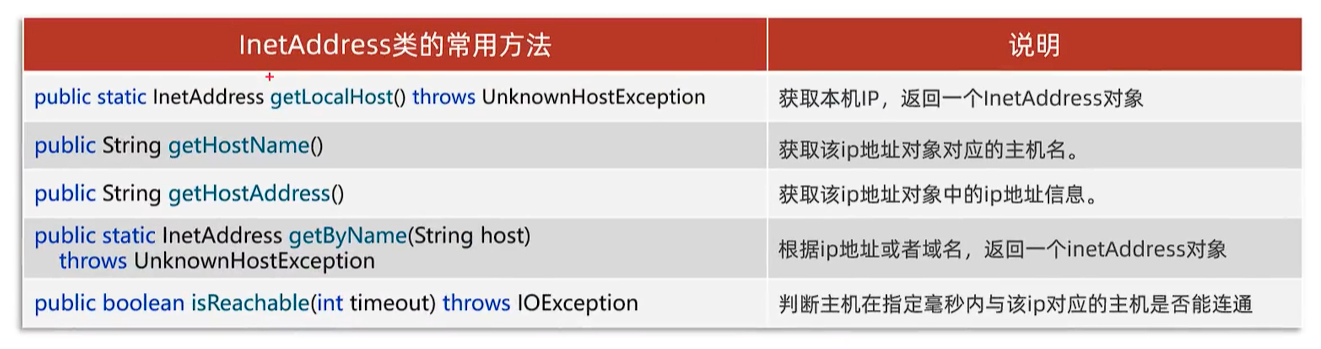 InetAddress类的常用方法 说明
public static InetAddress getLocalHost() throws UnknownHostException 获取本机IP，返回一个InetAddress对象
public String getHostName() 获取该ip地址对象对应的主机名。
public String getHostAddress() 获取该ip地址对象中的ip地址信息。
public static InetAddress getByName(String host)
throws UnknownHostException 根据ip地址或者域名，返回一个inetAddress对象
public boolean isReachable(int timeout) throws IOException 判断主机在指定毫秒内与该ip对应的主机是否能连通